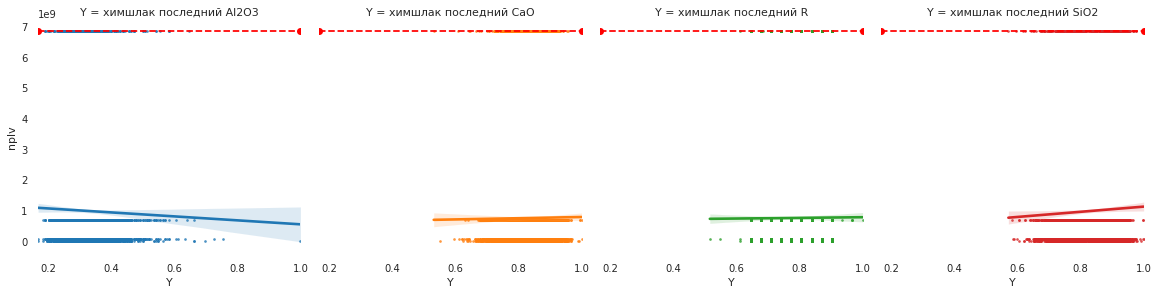 1e9
Y = химшлак последний Al2O3
Y = химшлак последний CaO
Y = химшлак последний R
Y = химшлак последний SiO2
7
6
5
4
3
2
1
0
nplv
0.2 0.4 0.6 0.8 1.0
0.2 0.4 0.6 0.8 1.0
0.2 0.4 0.6 0.8 1.0
0.2 0.4 0.6 0.8 1.0
Y
Y
Y
Y